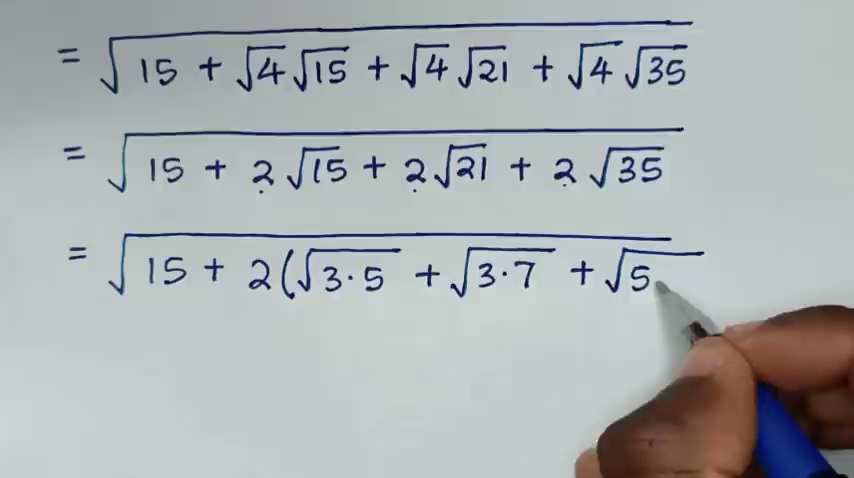 = √15 + √4 √15 + √4 √21 + √4 √35
= √15 + 2 √15 + 2 √21 + 2 √35
= √15 + 2(√3·5 + √3·7 + √5